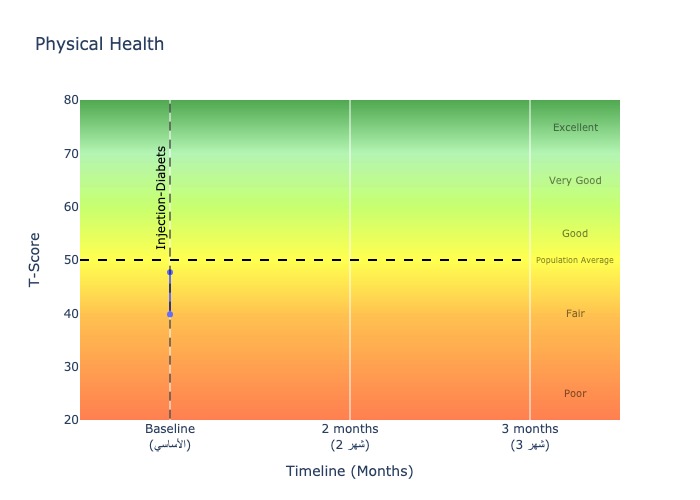 Physical Health
80
70
60
50
40
30
20
T-Score
Injection-Diabets
Excellent
Very Good
Good
Population Average
Fair
Poor
Baseline
(الأساسي)
2 months
(2 شهر)
3 months
(3 شهر)
Timeline (Months)